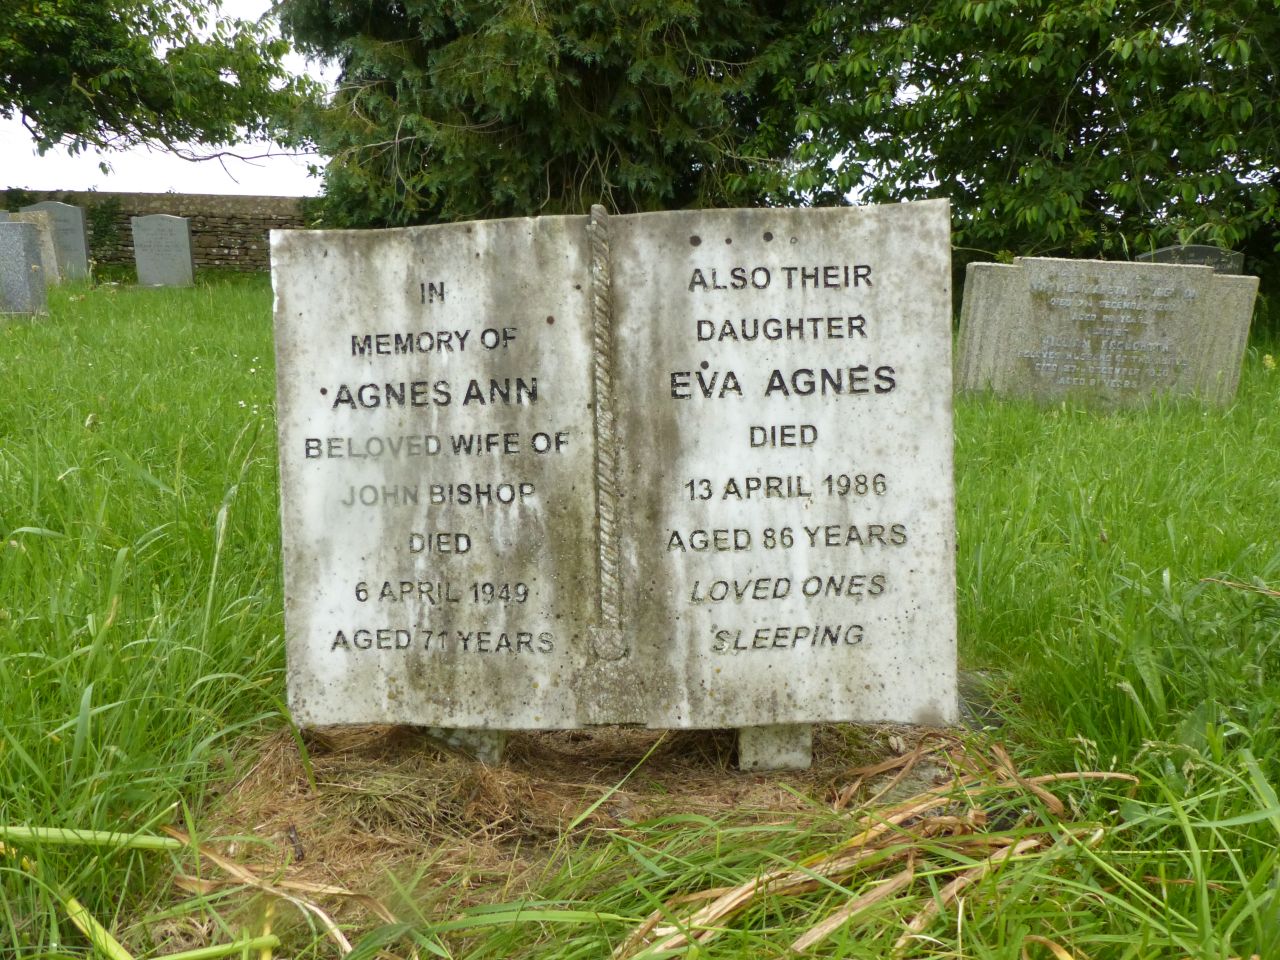 IN
MEMORY OF
AGNES ANN
BELOVED WIFE OF
JOHN BISHOP
DIED
6 APRIL 1949
AGED 71 YEARS
ALSO THEIR
DAUGHTER
EVA AGNES
DIED
13 APRIL 1986
AGED 86 YEARS
LOVED ONES
SLEEPING